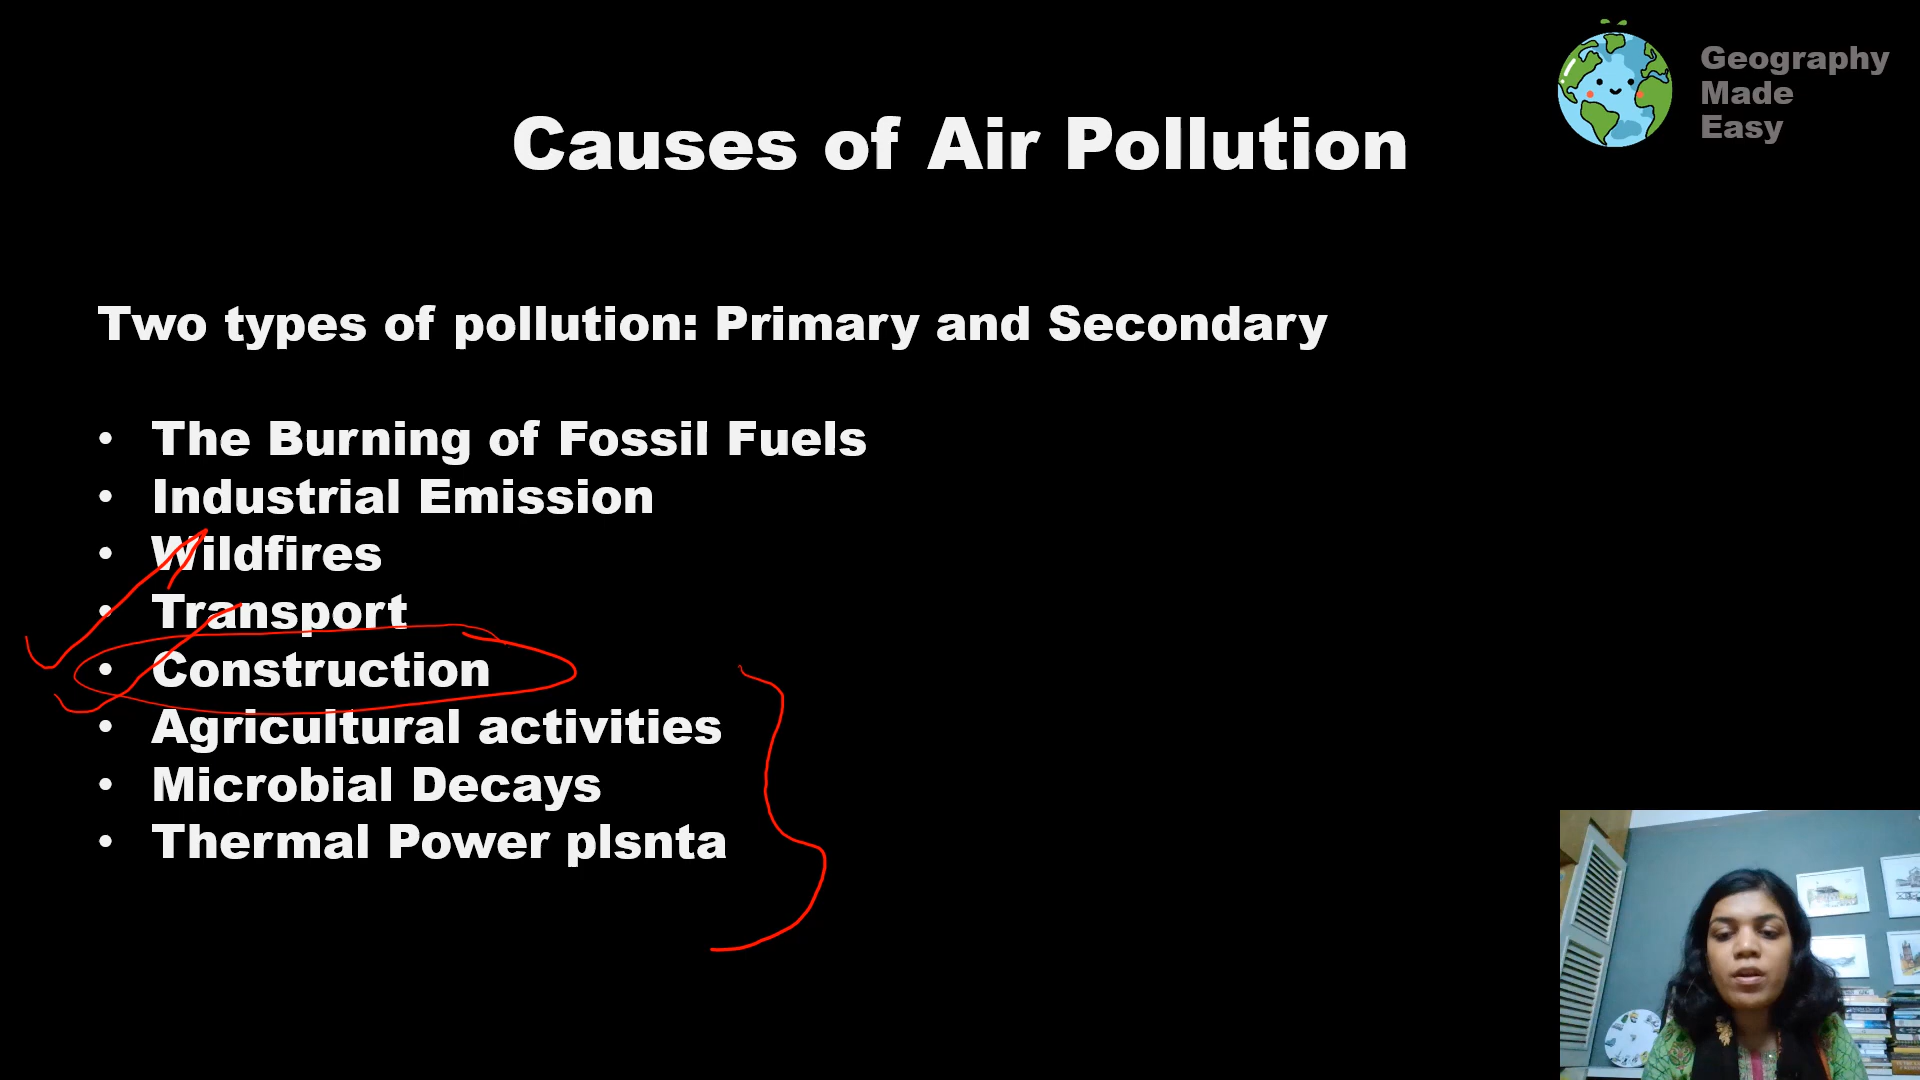 Geography
Made
Easy
Causes of Air Pollution
Two types of pollution: Primary and Secondary
• The Burning of Fossil Fuels
• Industrial Emission
• Wildfires
• Transport
• Construction
• Agricultural activities
• Microbial Decays
• Thermal Power plsnta